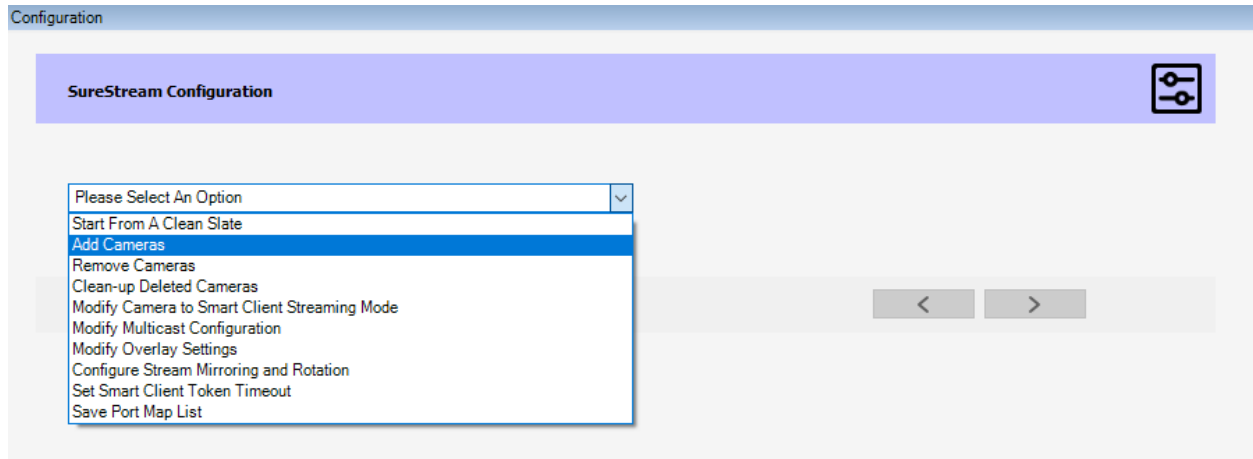 Configuration
SureStream Configuration
Please Select An Option
Start From A Clean Slate
Add Cameras
Remove Cameras
Clean-up Deleted Cameras
Modify Camera to Smart Client Streaming Mode
Modify Multicast Configuration
Modify Overlay Settings
Configure Stream Mirroring and Rotation
Set Smart Client Token Timeout
Save Port Map List